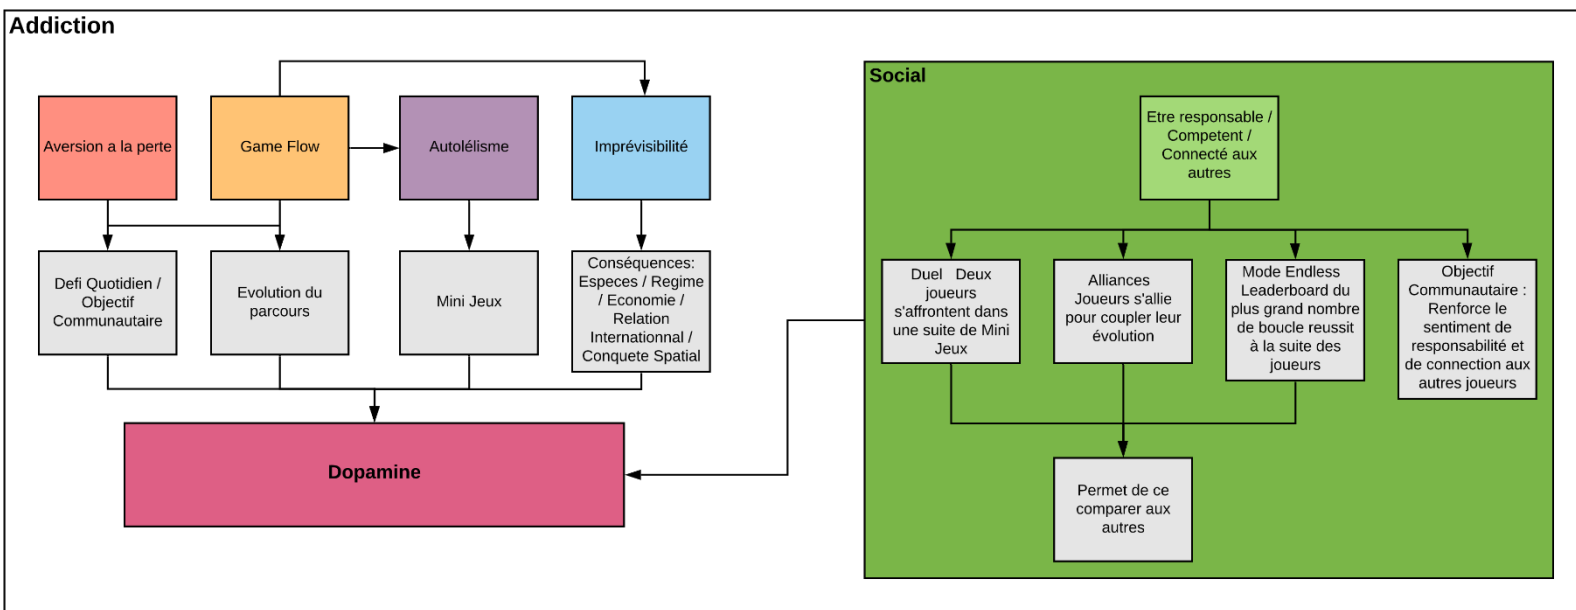 Addiction
Aversion a la perte
Game Flow
Autolélisme
Imprévisibilité
Defi Quotidien /
Objectif
Communautaire
Evolution du
parcours
Mini Jeux
Conséquences:
Especes / Regime
/ Economie /
Relation
Internationnal /
Conquete Spatial
Dopamine
Social
Etre responsable /
Competent /
Connecté aux
autres
Duel   Deux
joueurs
s'affrontent dans
une suite de Mini
Jeux
Alliances
Joueurs s'allie
pour coupler leur
évolution
Mode Endless
Leaderboard du
plus grand nombre
de boucle reussit
à la suite des
joueurs
Objectif
Communautaire :
Renforce le
sentiment de
responsabilité et
de connection aux
autres joueurs
Permet de ce
comparer aux
autres